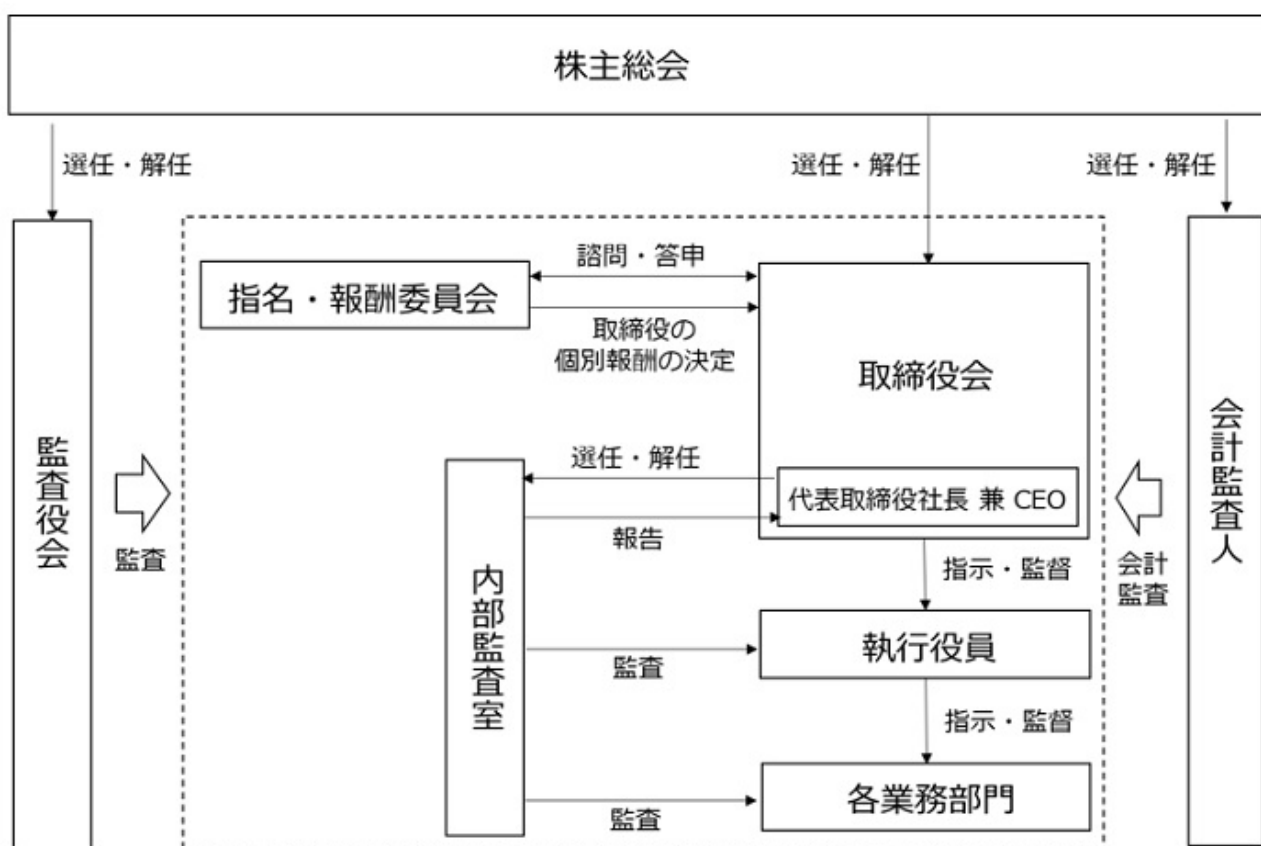 株主総会
選任・解任
選任・解任
選任・解任
諮問・答申
指名・報酬委員会
取締役の
個別報酬の決定
取締役会
監査役会
監査
選任・解任
代表取締役社長 兼 CEO
報告
会計監査人
会計
監査
指示・監督
内部監査室
執行役員
監査
指示・監督
各業務部門
監査